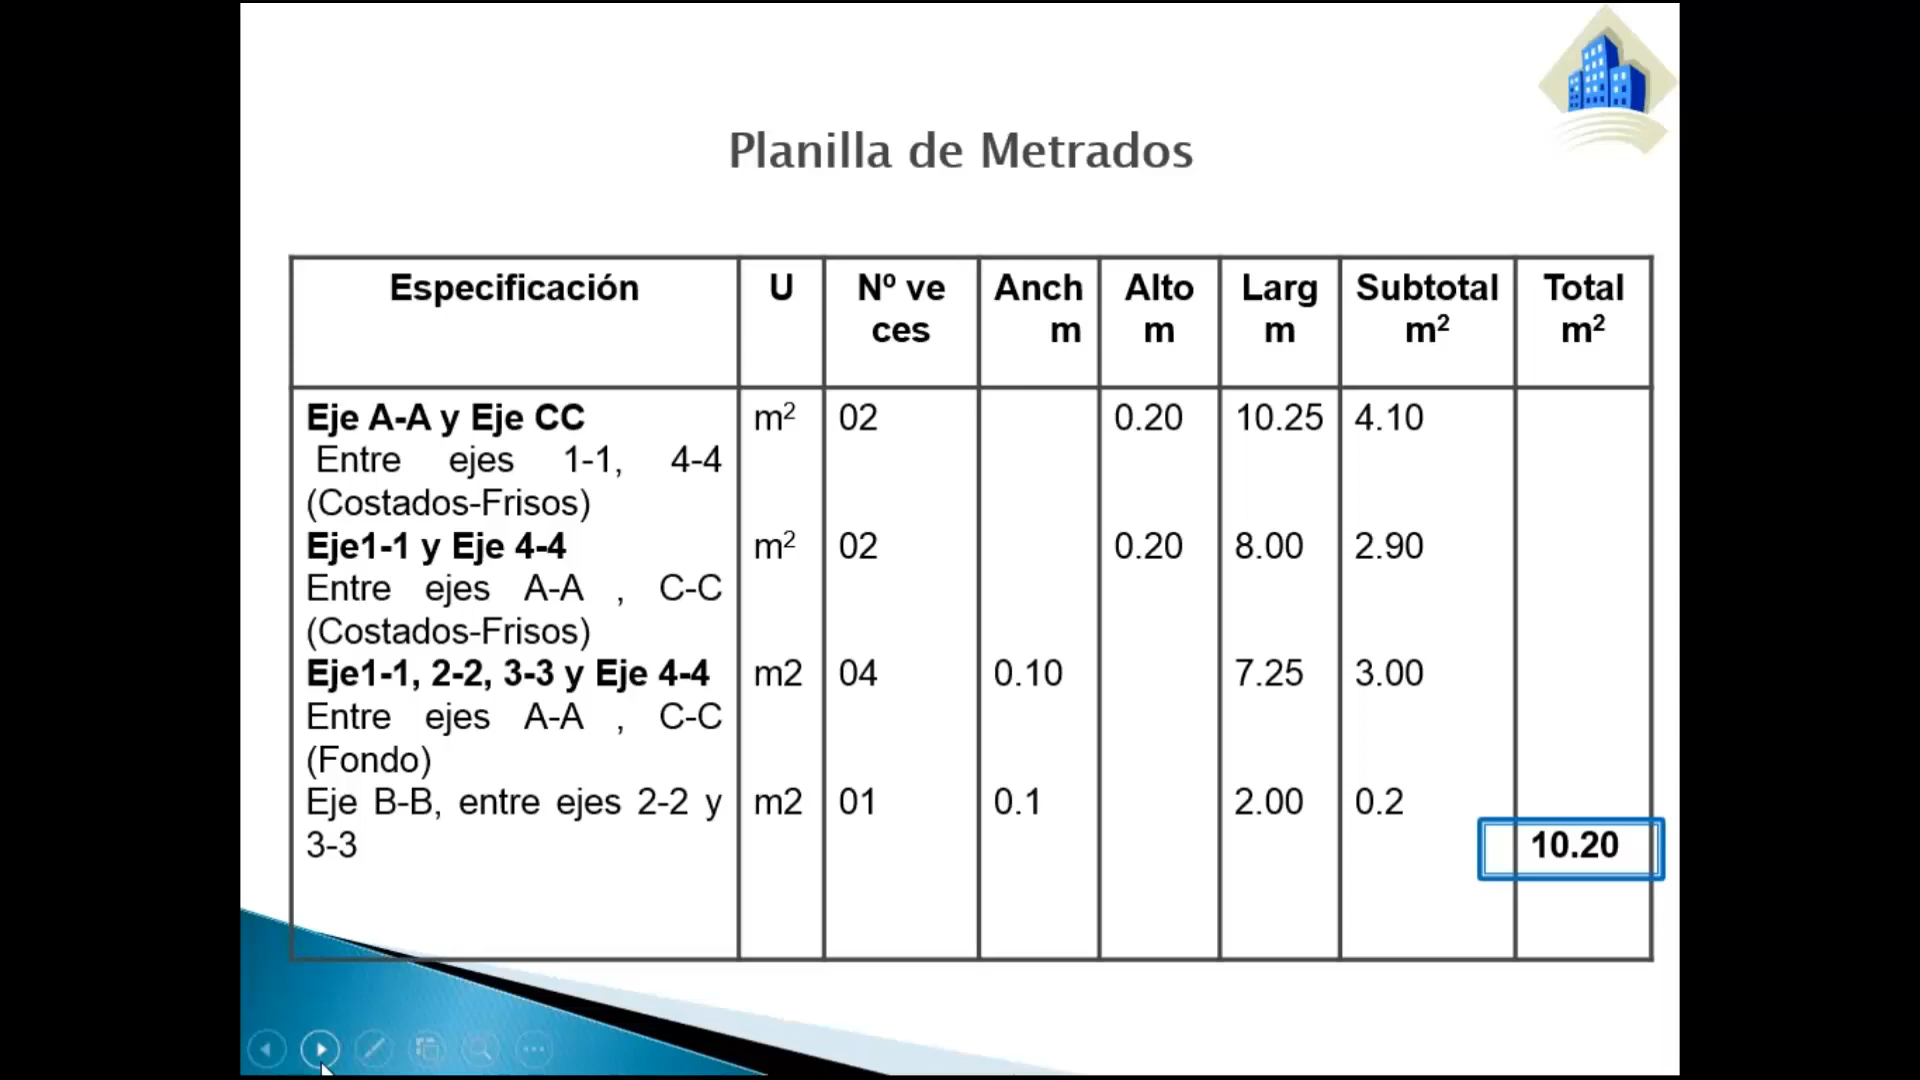 Planilla de Metrados
Especificación U Nº ve Anch Alto Larg Subtotal Total
ces m m m m² m²
Eje A-A y Eje CC m² 02 0.20 10.25 4.10
Entre ejes 1-1, 4-4
(Costados-Frisos)
Eje1-1 y Eje 4-4 m² 02 0.20 8.00 2.90
Entre ejes A-A , C-C
(Costados-Frisos)
Eje1-1, 2-2, 3-3 y Eje 4-4 m2 04 0.10 7.25 3.00
Entre ejes A-A , C-C
(Fondo)
Eje B-B, entre ejes 2-2 y m2 01 0.1 2.00 0.2
3-3 10.20